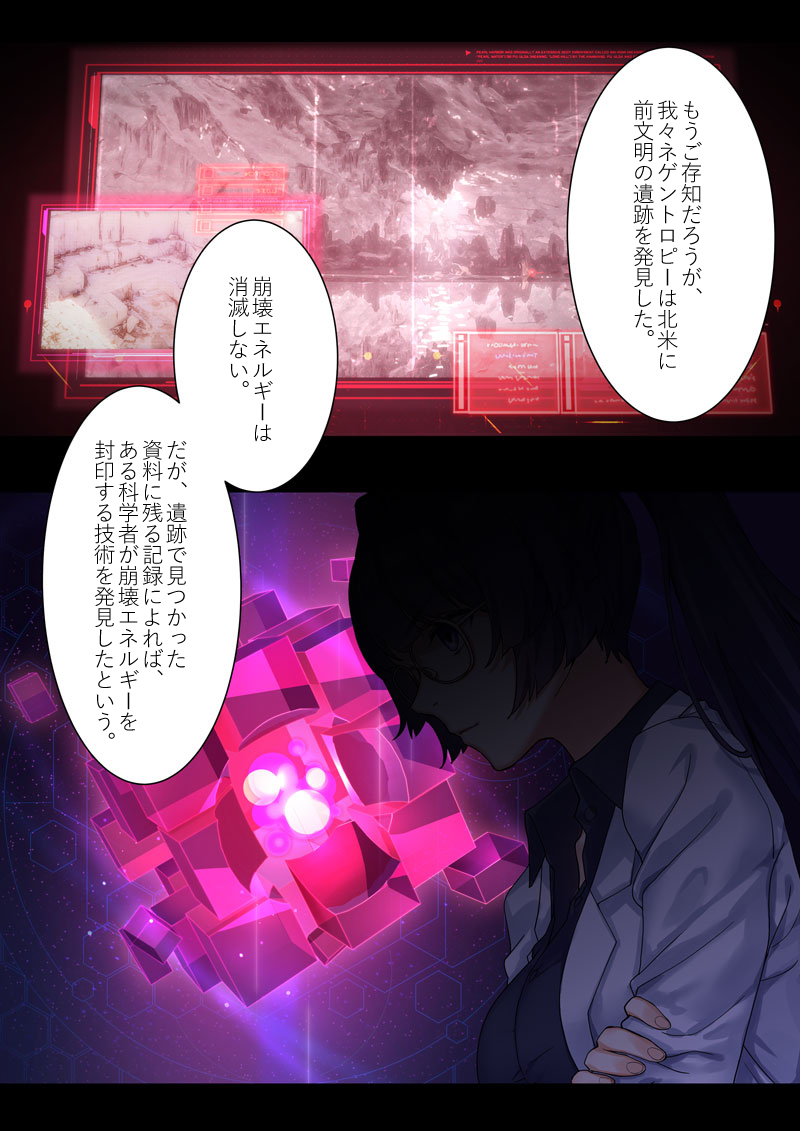 もうご存知だろうが、
我々ネゲントロピーは北米に
前文明の遺跡を発見した。
崩壊エネルギーは
消滅しない。
だが、遺跡で見つかった
資料に残る記録によれば、
ある科学者が崩壊エネルギーを
封印する技術を発見したという。